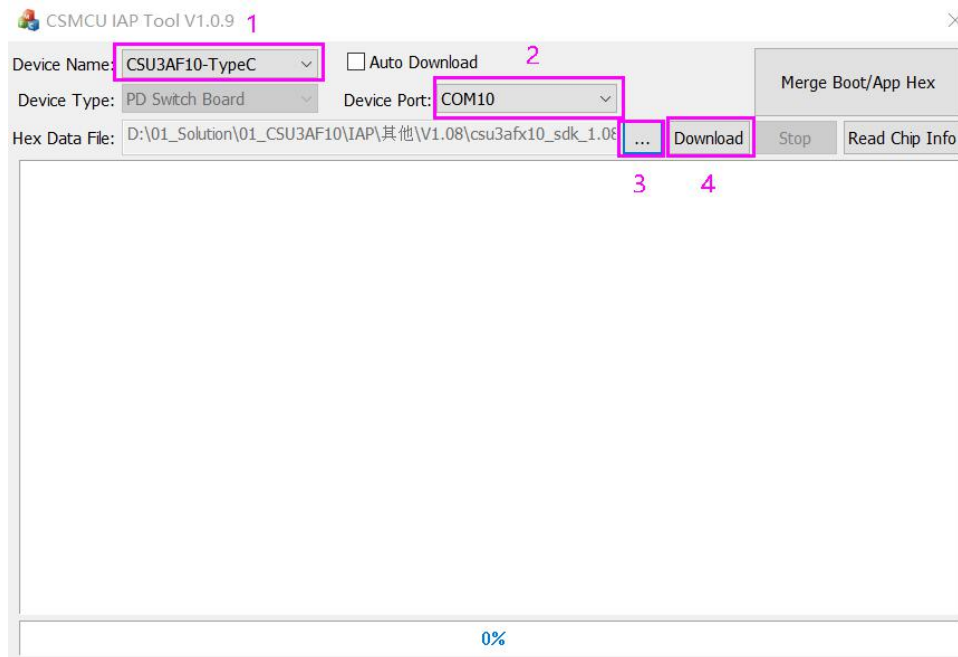 CSMCU IAP Tool V1.0.9 1
Device Name: CSU3AF10-TypeC Auto Download 2
Merge Boot/App Hex
Device Type: PD Switch Board Device Port: COM10
Hex Data File: D:\01_Solution\01_CSU3AF10\IAP\其他\V1.08\csu3afx10_sdk_1.08 ... Download Stop Read Chip Info
3 4
0%